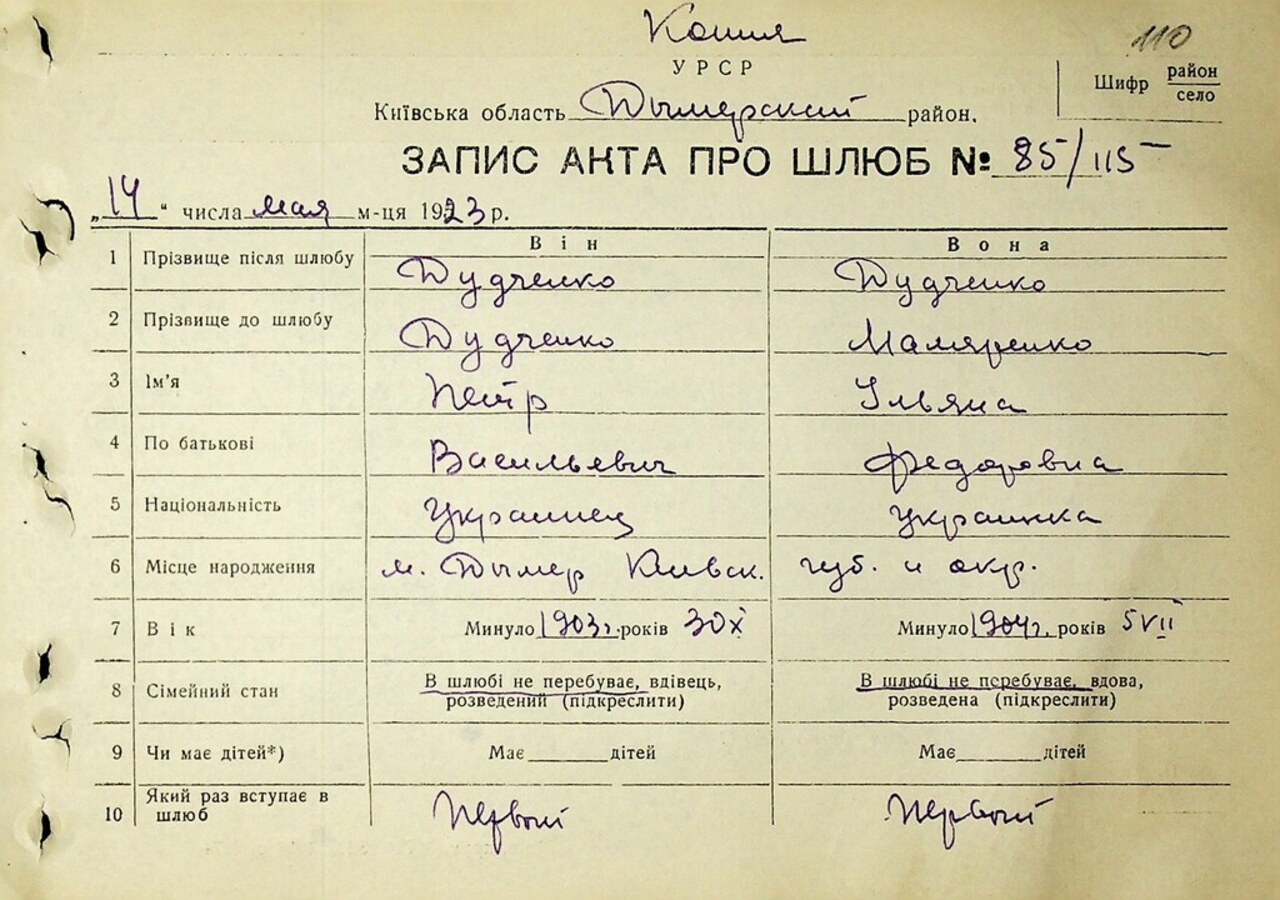 Копия
110
УРСР
Шифр район село
Київська область Дымерский район.
ЗАПИС АКТА ПРО ШЛЮБ № 85/115
„14“ числа мая м-ця 1923 р.
Він Вона
1 Прізвище після шлюбу Дудченко Дудченко
2 Прізвище до шлюбу Дудченко Маляренко
3 Ім'я Петр Ульяна
4 По батькові Васильевич Федоровна
5 Національність Украинец Украинка
6 Місце народження м. Дымер Киевск. губ. и окр.
7 Вік Минуло 1903г. років 30 X Минуло 1904г. років 5 VII
8 Сімейний стан В шлюбі не перебуває, вдівець, В шлюбі не перебуває, вдова,
розведений (підкреслити) розведена (підкреслити)
9 Чи має дітей*) Має дітей Має дітей
10 Який раз вступає в
шлюб Первый Первый